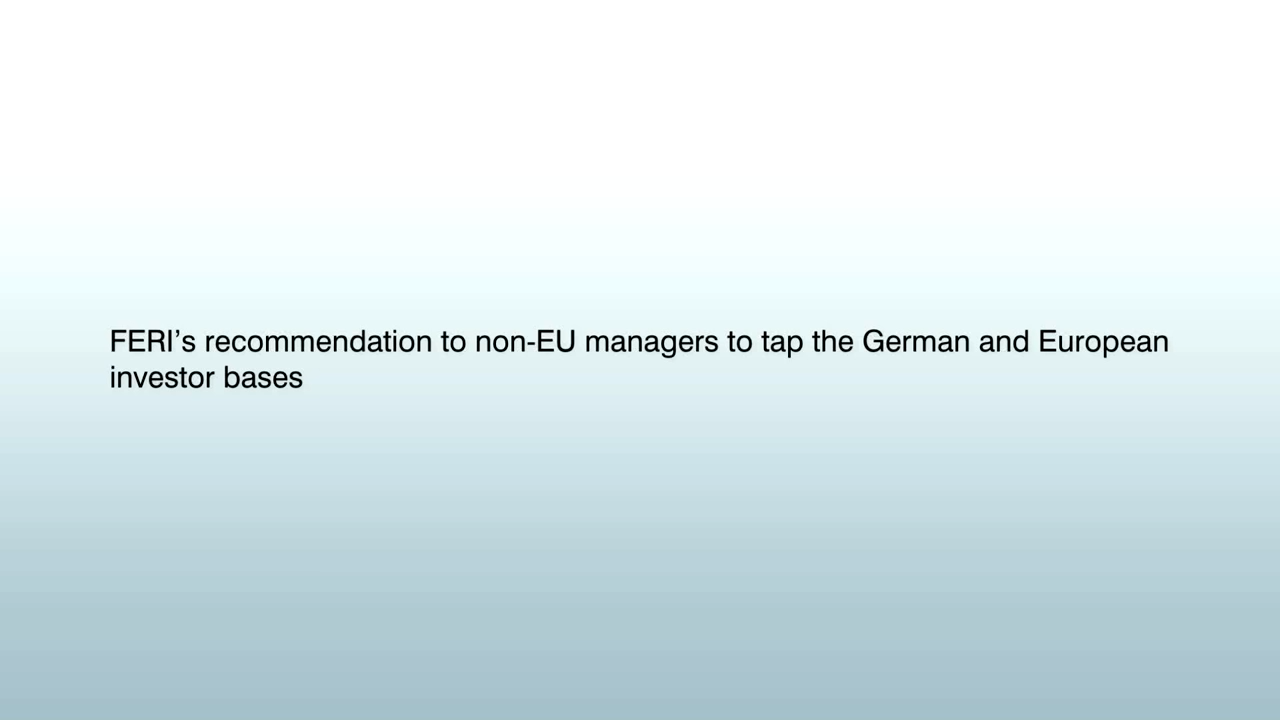 FERI’s recommendation to non-EU managers to tap the German and European
investor bases